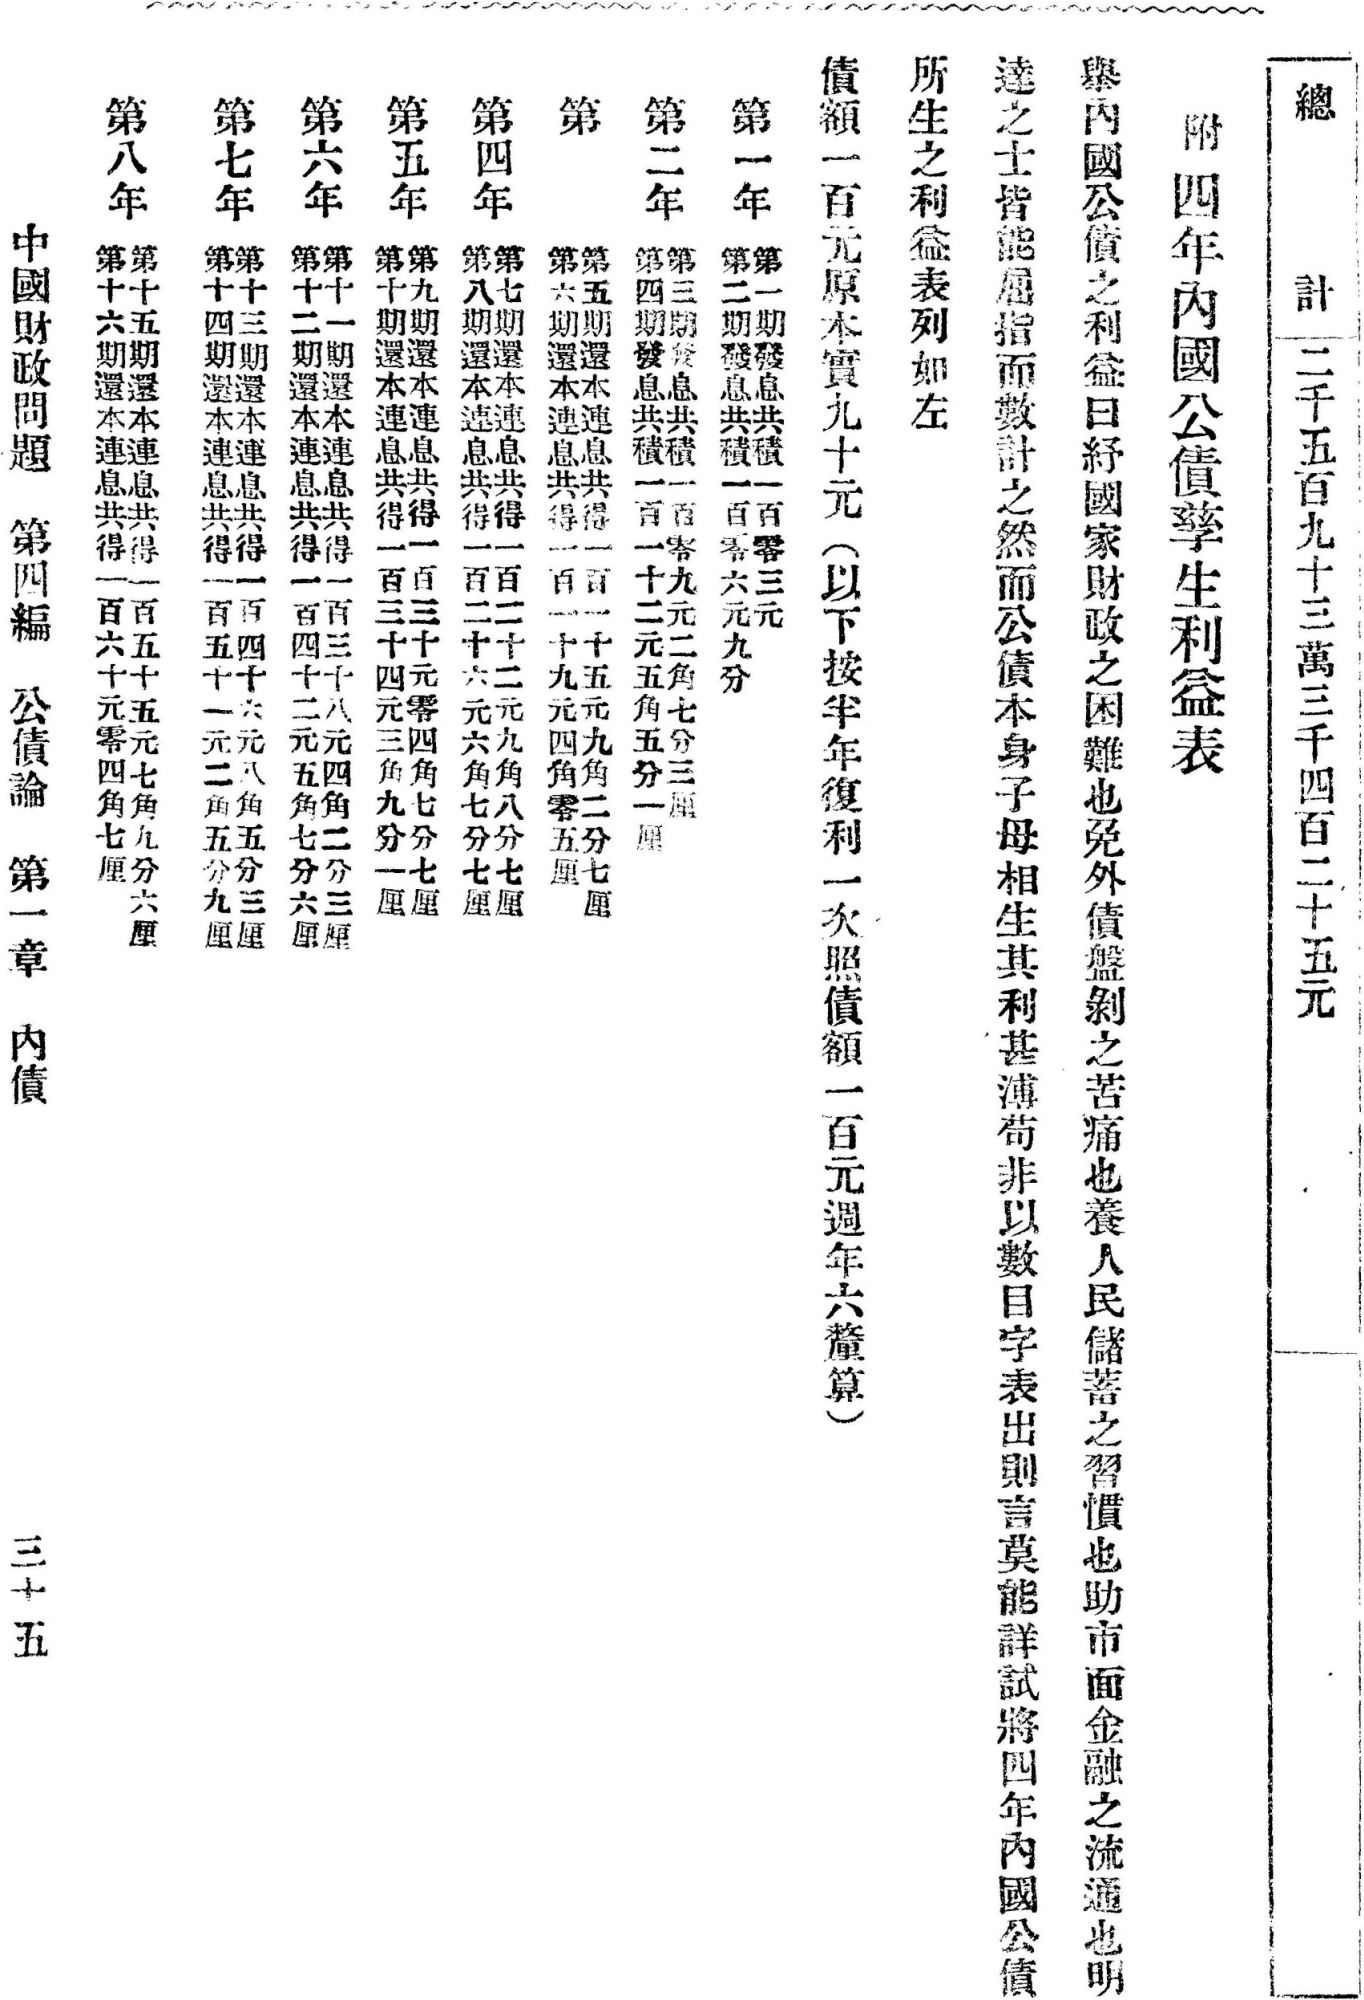 總計 二千五百九十三萬三千四百二十五元
附 四年內國公債孳生利益表
舉內國公債之利益曰紓國家財政之困難也免外債盤剝之苦痛也養人民儲蓄之習慣也助市面金融之流通也明
達之士皆能屈指而數計之然而公債本身子母相生其利甚溥苟非以數目字表出則言莫能詳試將四年內國公債
所生之利益表列如左
債額一百元原本實九十元（以下按半年復利一次照債額一百元週年六釐算）
第一年
第一期發息共積一百零三元
第二期發息共積一百零六元九分
第二年
第三期發息共積一百零九元二角七分三厘
第四期發息共積一百一十二元五角五分一厘
第
第五期還本連息共得一百一十五元九角二分七厘
第六期還本連息共得一百一十九元四角零五厘
第四年
第七期還本連息共得一百二十二元九角八分七厘
第八期還本連息共得一百二十六元六角七分七厘
第五年
第九期還本連息共得一百三十元零四角七分七厘
第十期還本連息共得一百三十四元三角九分一厘
第六年
第十一期還本連息共得一百三十八元四角二分三厘
第十二期還本連息共得一百四十二元五角七分六厘
第七年
第十三期還本連息共得一百四十六元八角五分三厘
第十四期還本連息共得一百五十一元二角五分九厘
第八年
第十五期還本連息共得一百五十五元七角九分六厘
第十六期還本連息共得一百六十元零四角七厘
中國財政問題 第四編 公債論 第一章 內債 三十五